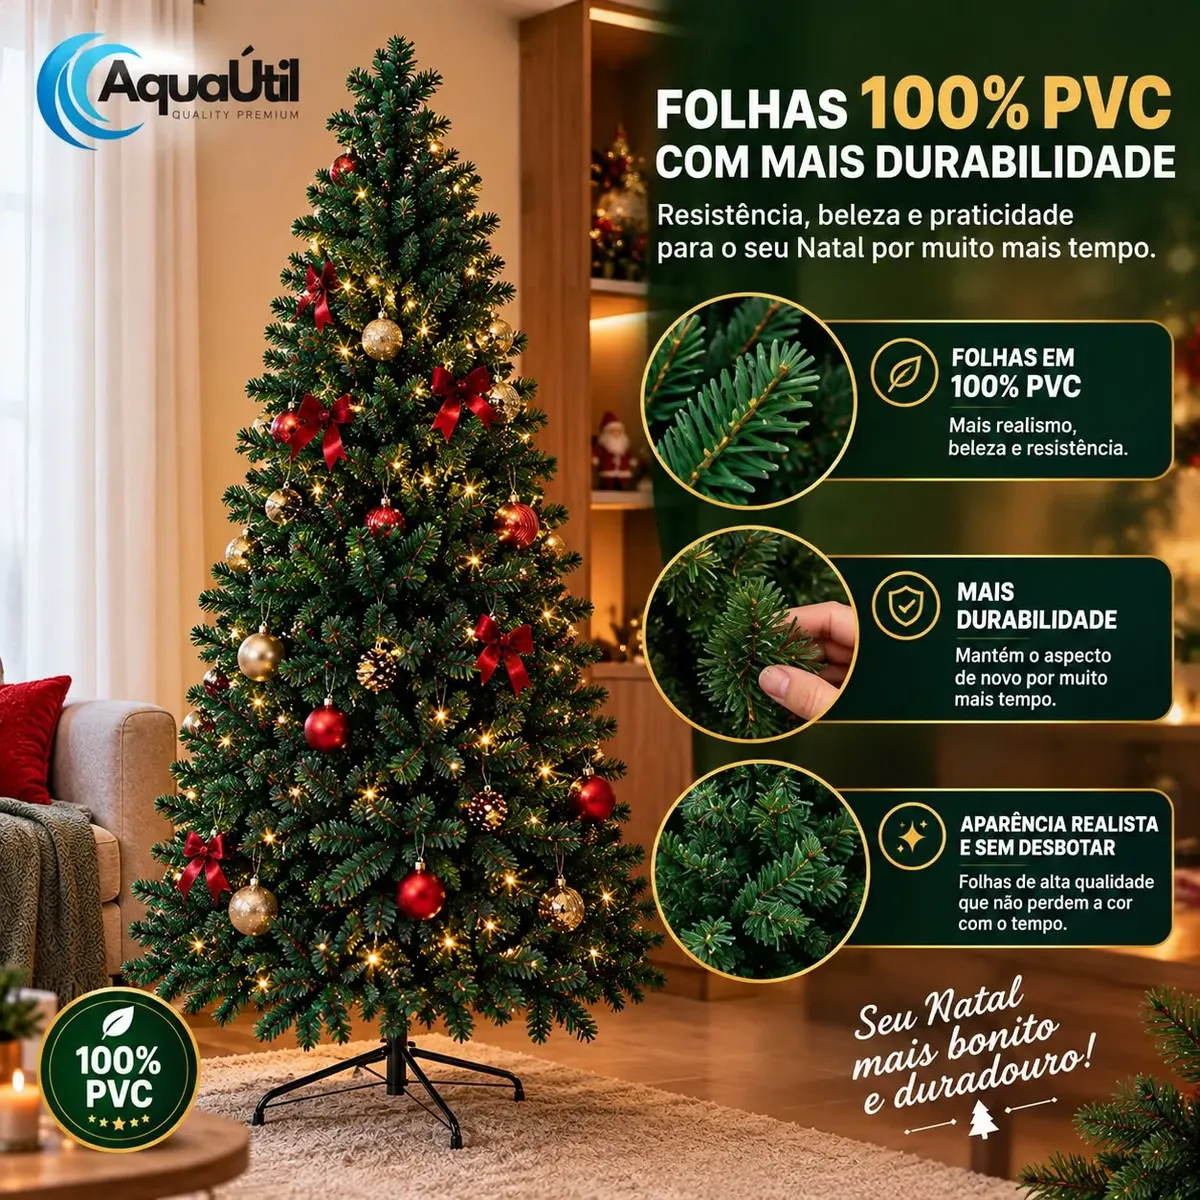 AquaÚtil
QUALITY PREMIUM
FOLHAS 100% PVC
COM MAIS DURABILIDADE
Resistência, beleza e praticidade
para o seu Natal por muito mais tempo.
FOLHAS EM
100% PVC
Mais realismo,
beleza e resistência.
MAIS
DURABILIDADE
Mantém o aspecto
de novo por muito
mais tempo.
APARÊNCIA REALISTA
E SEM DESBOTAR
Folhas de alta qualidade
que não perdem a cor
com o tempo.
Seu Natal
mais bonito
e duradouro!
100%
PVC